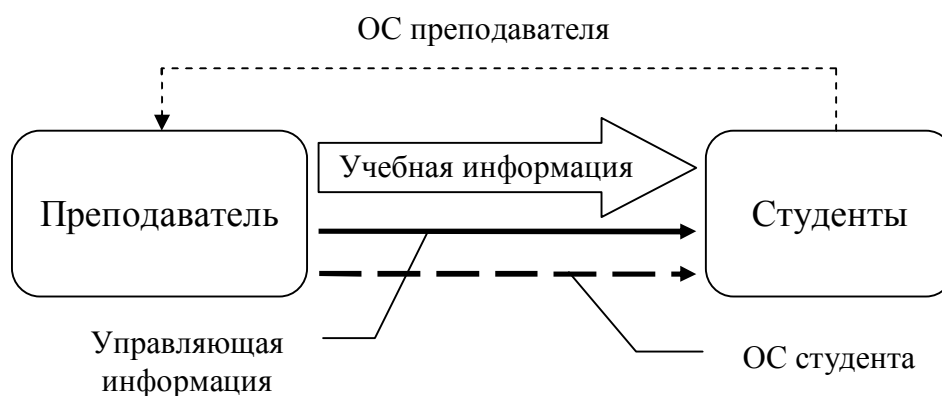 ОС преподавателя
Учебная информация
Преподаватель
Студенты
Управляющая
информация
ОС студента